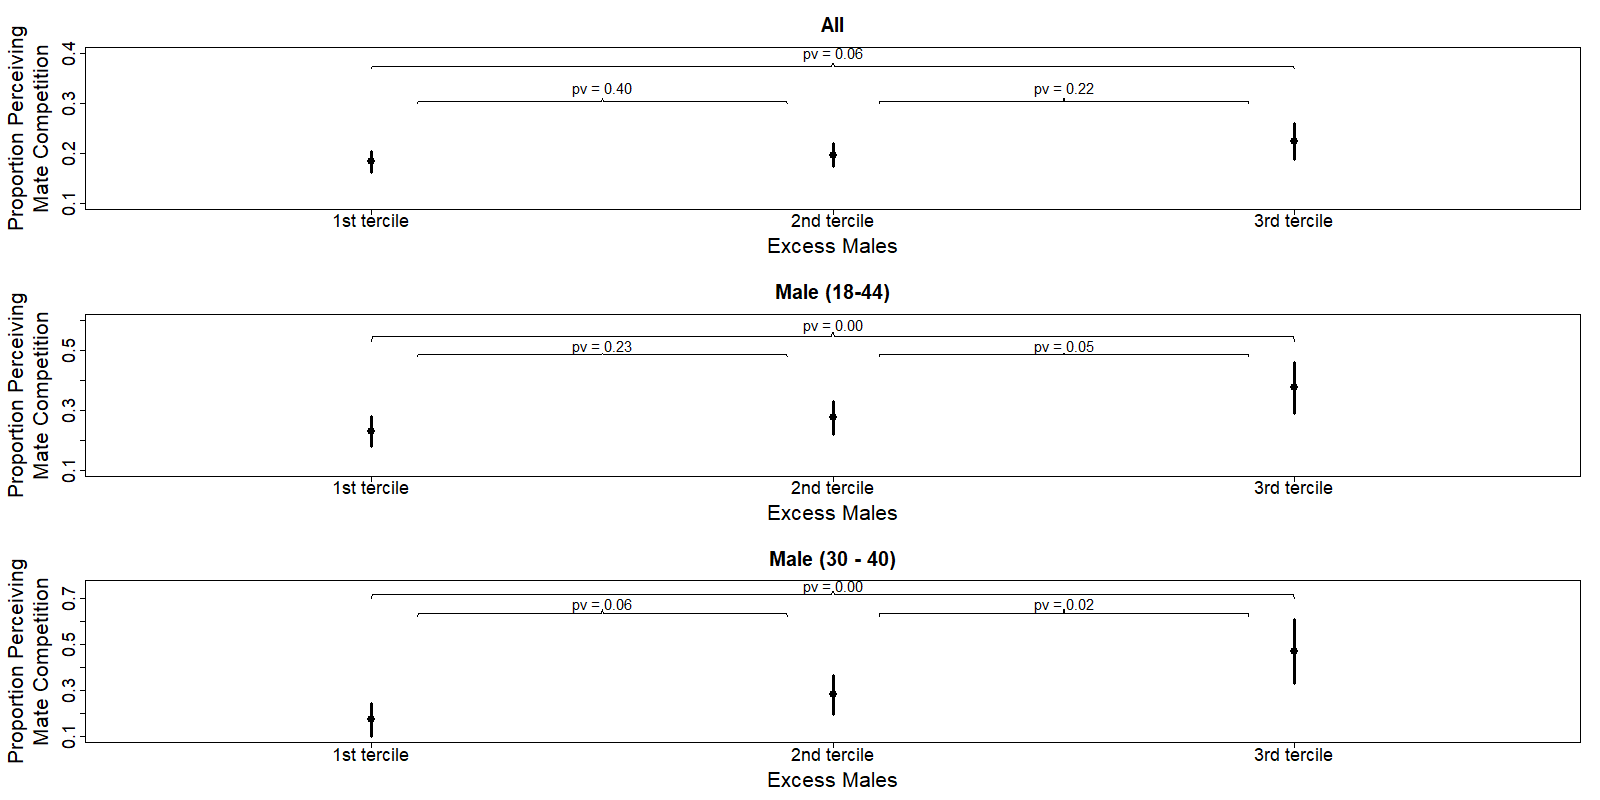 All
Proportion Perceiving
Mate Competition
0.4
0.3
0.2
0.1
pv = 0.06
pv = 0.40
pv = 0.22
1st tercile
2nd tercile
3rd tercile
Excess Males
Male (18-44)
Proportion Perceiving
Mate Competition
0.5
0.3
0.1
pv = 0.00
pv = 0.23
pv = 0.05
1st tercile
2nd tercile
3rd tercile
Excess Males
Male (30 - 40)
Proportion Perceiving
Mate Competition
0.7
0.5
0.3
0.1
pv = 0.00
pv = 0.06
pv = 0.02
1st tercile
2nd tercile
3rd tercile
Excess Males